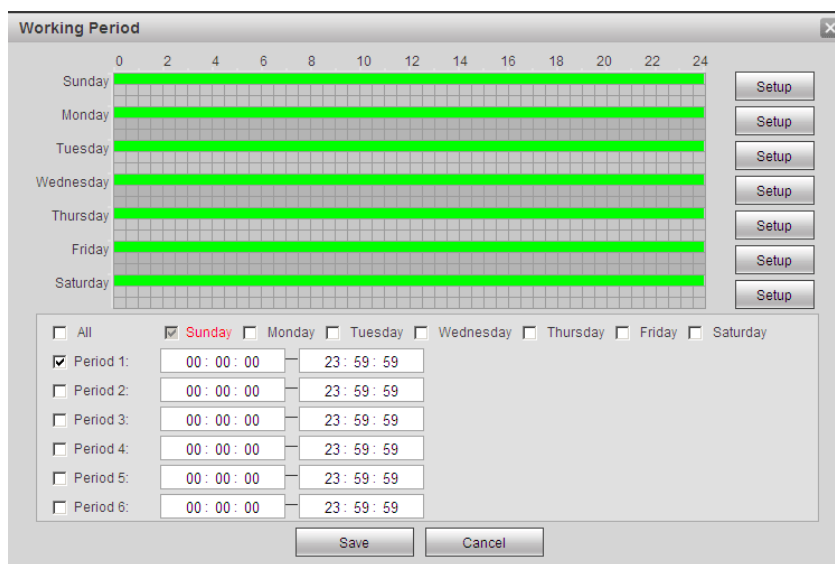 Working Period
0 2 4 6 8 10 12 14 16 18 20 22 24
Sunday Setup
Monday Setup
Tuesday Setup
Wednesday Setup
Thursday Setup
Friday Setup
Saturday Setup
All Sunday Monday Tuesday Wednesday Thursday Friday Saturday
Period 1: 00 : 00 : 00 — 23 : 59 : 59
Period 2: 00 : 00 : 00 — 23 : 59 : 59
Period 3: 00 : 00 : 00 — 23 : 59 : 59
Period 4: 00 : 00 : 00 — 23 : 59 : 59
Period 5: 00 : 00 : 00 — 23 : 59 : 59
Period 6: 00 : 00 : 00 — 23 : 59 : 59
Save Cancel